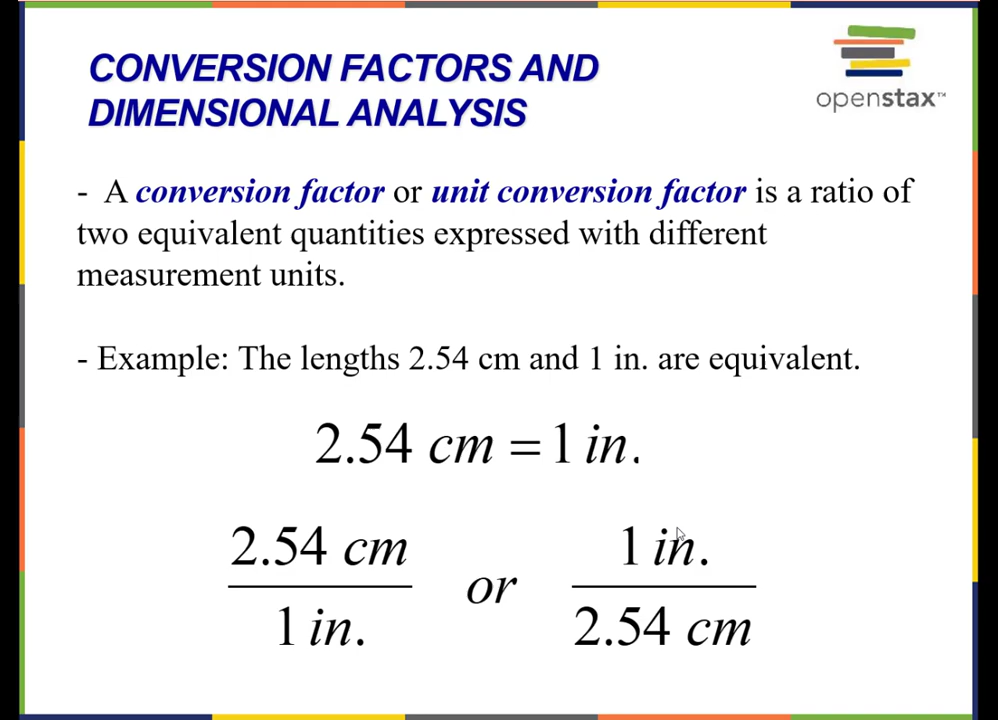 CONVERSION FACTORS AND
DIMENSIONAL ANALYSIS
openstax™
- A conversion factor or unit conversion factor is a ratio of
two equivalent quantities expressed with different
measurement units.
- Example: The lengths 2.54 cm and 1 in. are equivalent.
2.54 cm = 1 in.
2.54 cm / 1 in. or 1 in. / 2.54 cm